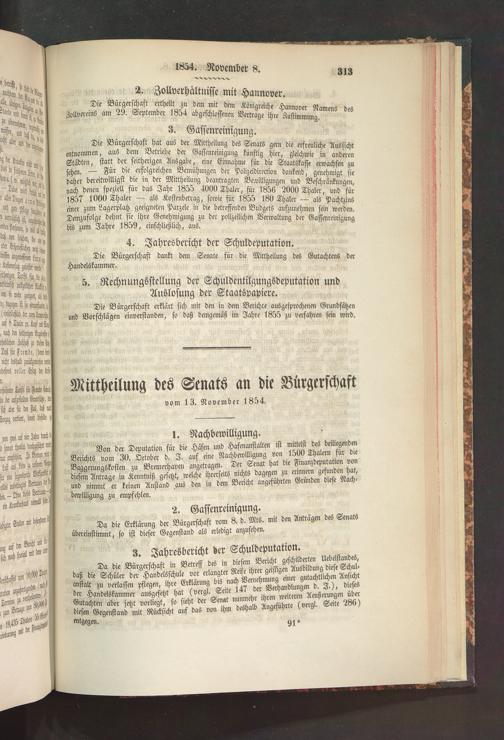 1854. November 8.
313
2. Zollverhältnisse mit Hannover.
Die Bürgerschaft ertheilt zu dem mit dem Königreiche Hannover Namens des
Zollvereins am 29. September 1854 abgeschlossenen Vertrage ihre Zustimmung.
3. Gassenreinigung.
Die Bürgerschaft hat aus der Mittheilung des Senats gern die erfreuliche Aussicht
entnommen, aus dem Betriebe der Gassenreinigung künftig hier, gleichwie in anderen
Städten, statt der seitherigen Ausgabe, eine Einnahme für die Staatskasse erwachsen zu
sehen. — Für die erfolgreichen Bemühungen der Polizeidirection dankend, genehmigt sie
daher bereitwilligst die in der Mittheilung beantragten Bewilligungen und Beschränkungen,
nach denen speziell für das Jahr 1855 4000 Thaler, für 1856 2000 Thaler, und für
1857 1000 Thaler — als Kostenbetrag, sowie für 1855 180 Thaler — als Pachtzins
einer zum Lagerplatz geeigneten Parzele in die betreffenden Budgets aufzunehmen sein werden.
Demzufolge dehnt sie ihre Genehmigung zu der polizeilichen Verwaltung der Gassenreinigung
bis zum Jahre 1859, einschließlich, aus.
4. Jahresbericht der Schuldeputation.
Die Bürgerschaft dankt dem Senate für die Mittheilung des Gutachtens der
Handelskammer.
5. Rechnungsstellung der Schuldentilgungsdeputation und
Auslosung der Staatspapiere.
Die Bürgerschaft erklärt sich mit den in dem Berichte ausgesprochenen Grundsätzen
und Vorschlägen einverstanden, so daß demgemäß im Jahre 1855 zu verfahren sein wird.
Mittheilung des Senats an die Bürgerschaft
vom 13. November 1854.
1. Nachbewilligung.
Von der Deputation für die Häfen und Hafenanstalten ist mittelst des beiliegenden
Berichts vom 30. October d. J. auf eine Nachbewilligung von 1500 Thalern für die
Baggerungskosten zu Bremerhaven angetragen. Der Senat hat die Finanzdeputation von
diesem Antrage in Kenntniß gesetzt, welche ihrerseits nichts dagegen zu erinnern gefunden hat,
und nimmt er keinen Anstand aus den in dem Bericht angeführten Gründen diese Nach-
bewilligung zu empfehlen.
2. Gassenreinigung.
Da die Erklärung der Bürgerschaft vom 8. d. Mts. mit den Anträgen des Senats
übereinstimmt, so ist dieser Gegenstand als erledigt anzusehen.
3. Jahresbericht der Schuldeputation.
Da die Bürgerschaft in Betreff des in diesem Bericht geschilderten Uebelstandes,
daß die Schüler der Handelsschule vor erlangter Reife ihrer geistigen Ausbildung diese Schul-
anstalt zu verlassen pflegen, ihre Erklärung bis nach Vernehmung einer gutachtlichen Ansicht
der Handelskammer ausgesetzt hat (vergl. Seite 147 der Verhandlungen d. J.), dieses
Gutachten aber jetzt vorliegt, so sieht der Senat nunmehr ihren weiteren Aeußerungen über
diesen Gegenstand mit Rücksicht auf das von ihm deshalb Angeführte (vergl. Seite 286)
entgegen.
91*